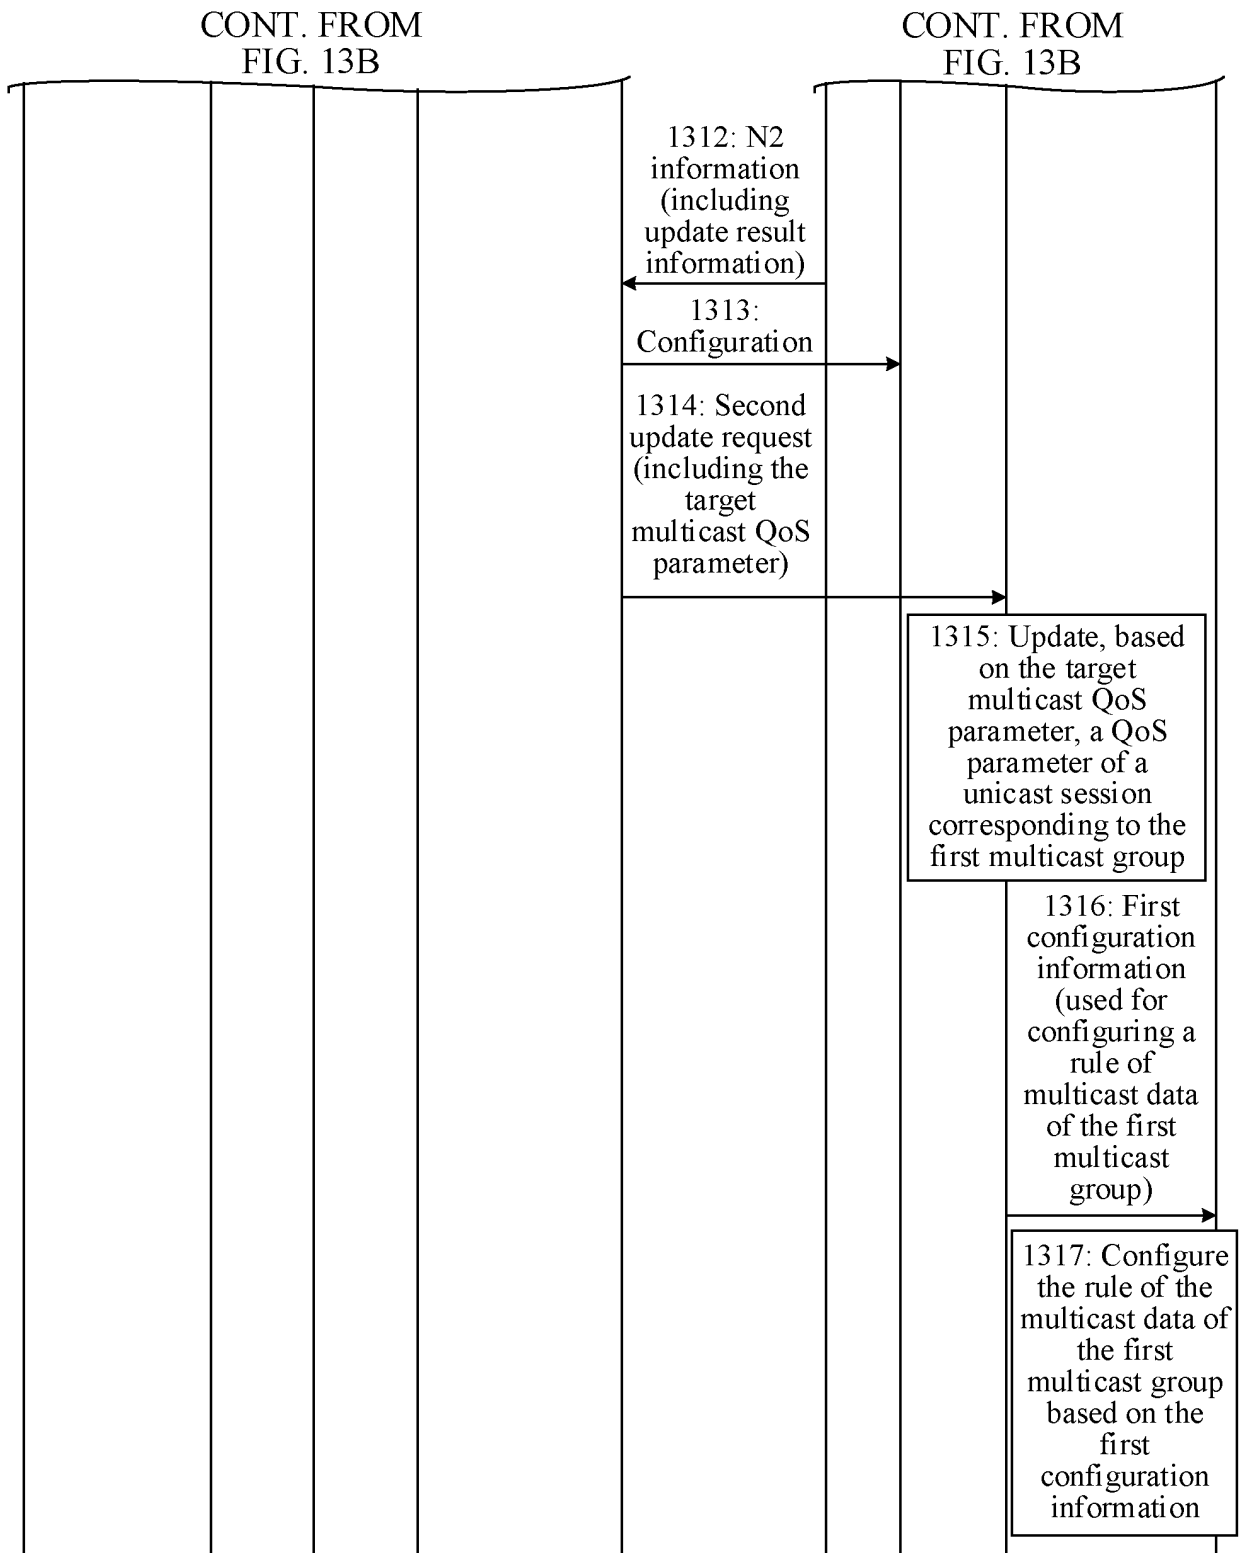 CONT. FROM
FIG. 13B
CONT. FROM
FIG. 13B
1312: N2
information
(including
update result
information)
1313:
Configuration
1314: Second
update request
(including the
target
multicast QoS
parameter)
1315: Update, based
on the target
multicast QoS
parameter, a QoS
parameter of a
unicast session
corresponding to the
first multicast group
1316: First
configuration
information
(used for
configuring a
rule of
multicast data
of the first
multicast
group)
1317: Configure
the rule of the
multicast data of
the first
multicast group
based on the
first
configuration
information